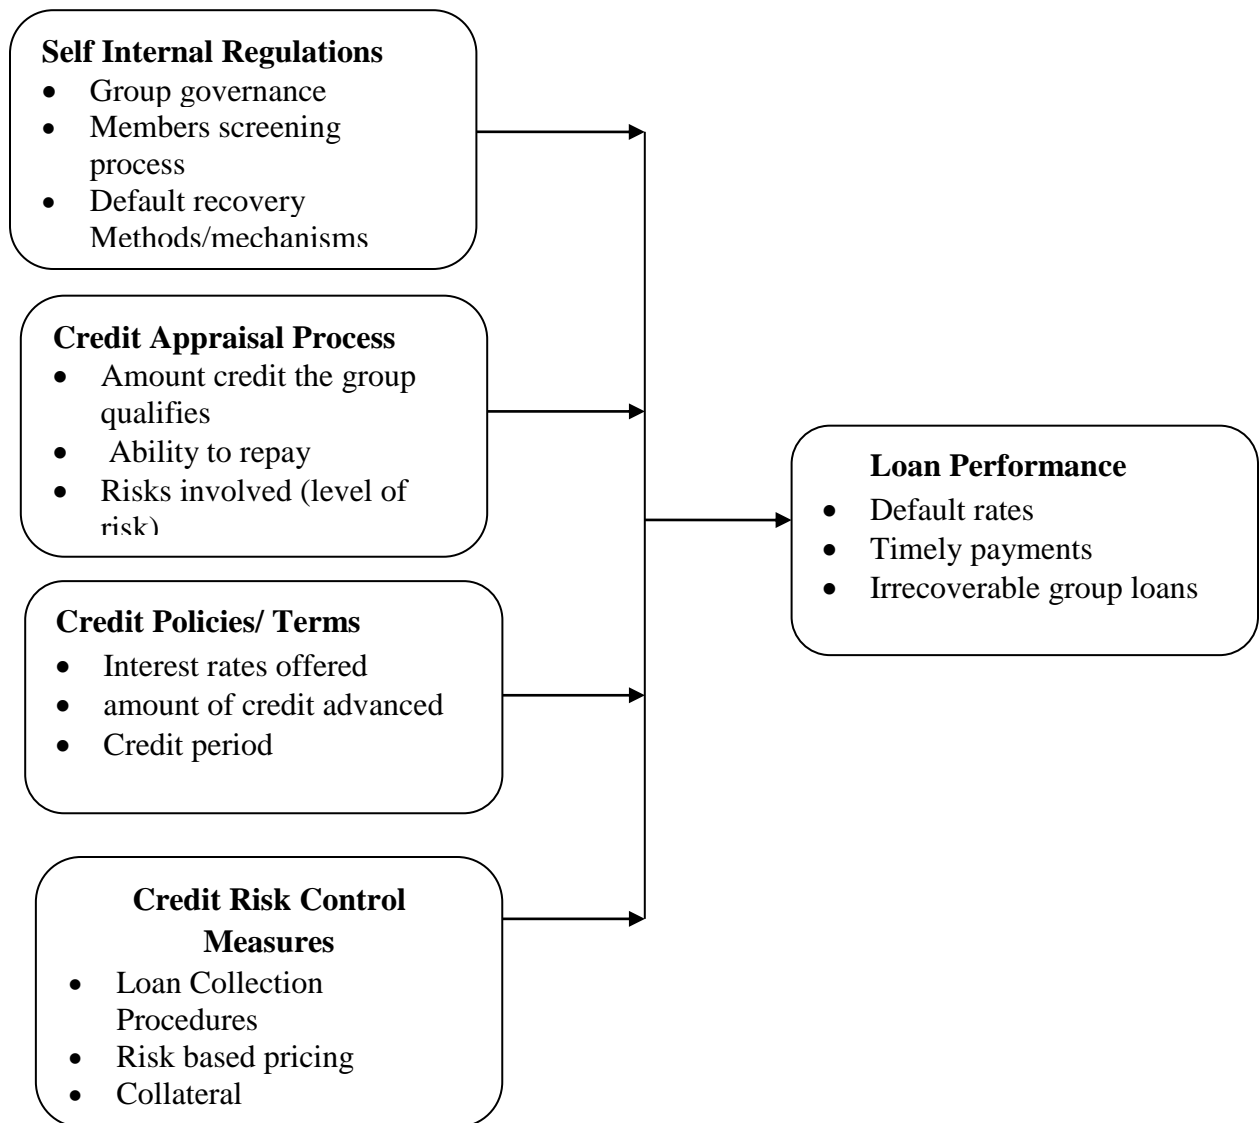 Self Internal Regulations
• Group governance
• Members screening
process
• Default recovery
Methods/mechanisms
Credit Appraisal Process
• Amount credit the group
qualifies
• Ability to repay
• Risks involved (level of
risk)
Credit Policies/ Terms
• Interest rates offered
• amount of credit advanced
• Credit period
Credit Risk Control
Measures
• Loan Collection
Procedures
• Risk based pricing
• Collateral
Loan Performance
• Default rates
• Timely payments
• Irrecoverable group loans